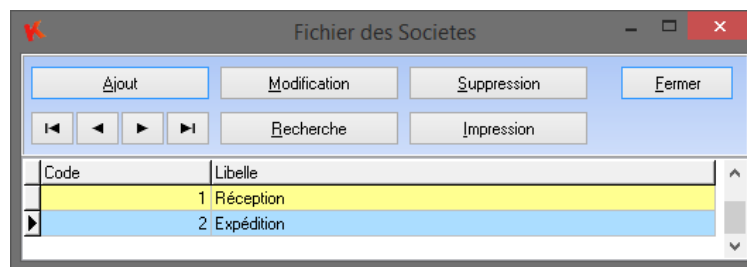 Fichier des Societes
Ajout Modification Suppression Fermer
Recherche Impression
Code Libelle
1 Réception
2 Expédition